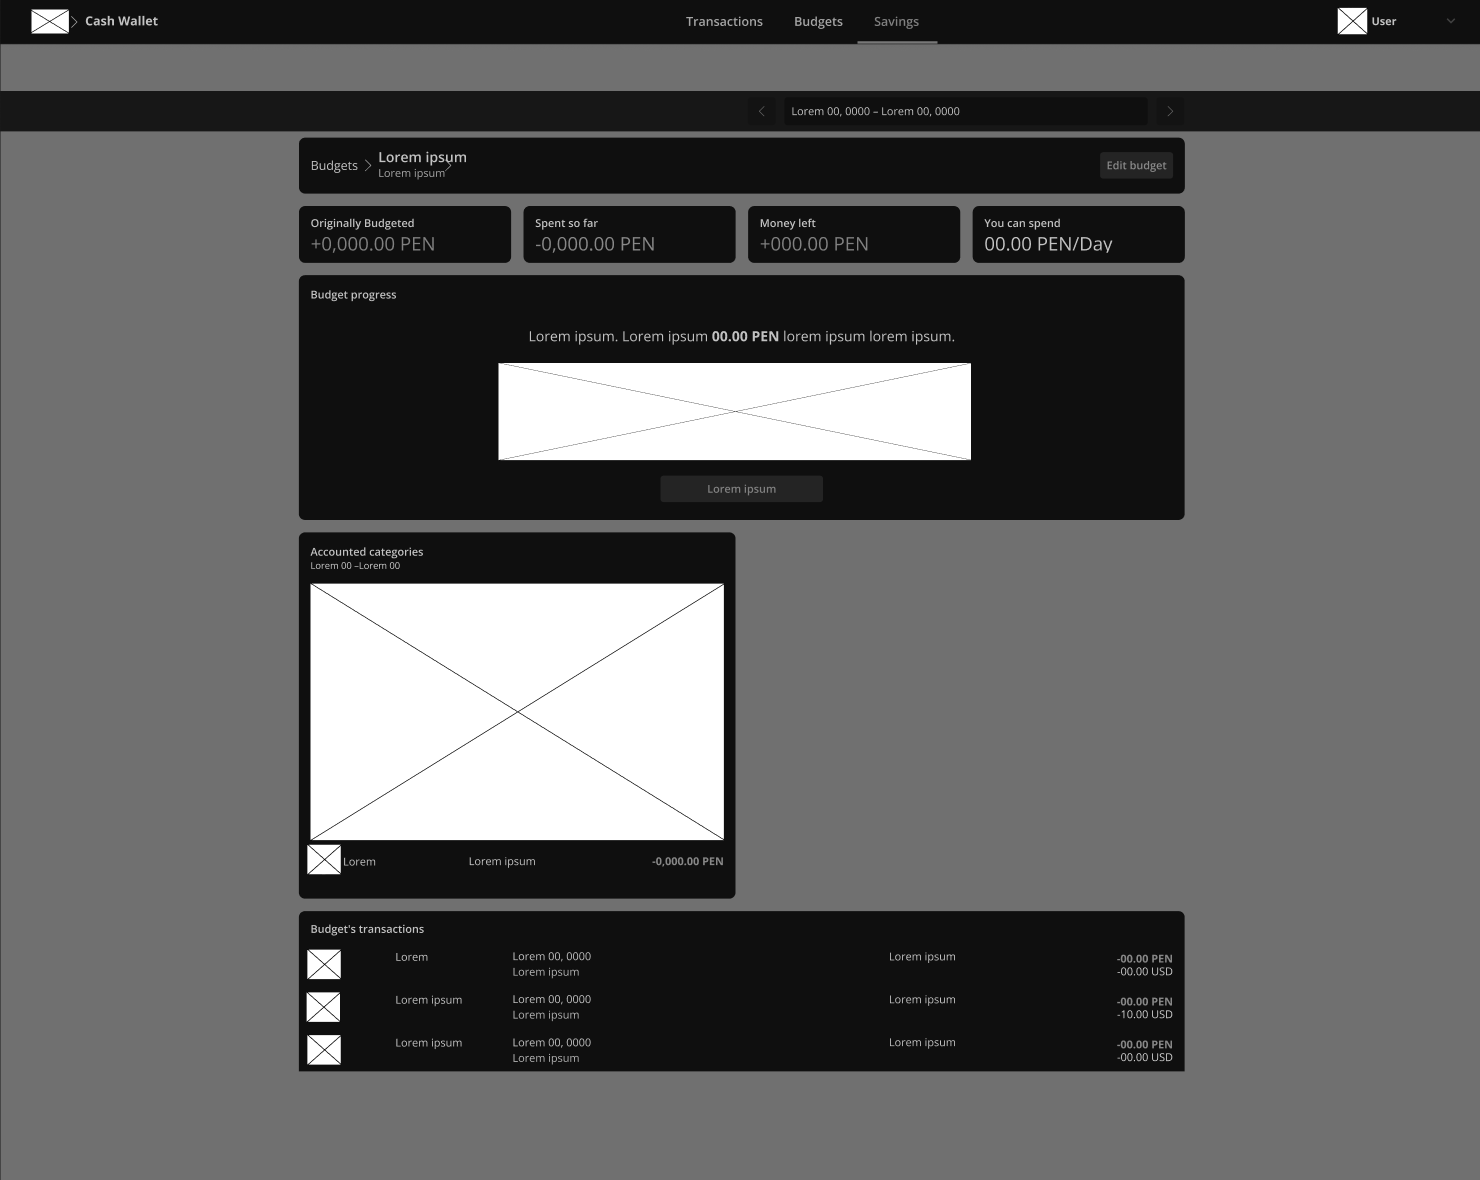 Cash Wallet
Transactions
Budgets
Savings
User
Lorem 00, 0000 – Lorem 00, 0000
Budgets
Lorem ipsum
Lorem ipsum
Edit budget
Originally Budgeted
+0,000.00 PEN
Spent so far
-0,000.00 PEN
Money left
+000.00 PEN
You can spend
00.00 PEN/Day
Budget progress
Lorem ipsum. Lorem ipsum 00.00 PEN lorem ipsum lorem ipsum.
Lorem ipsum
Accounted categories
Lorem 00 –Lorem 00
Lorem
Lorem ipsum
-0,000.00 PEN
Budget's transactions
Lorem
Lorem 00, 0000
Lorem ipsum
Lorem ipsum
-00.00 PEN
-00.00 USD
Lorem ipsum
Lorem 00, 0000
Lorem ipsum
Lorem ipsum
-00.00 PEN
-10.00 USD
Lorem ipsum
Lorem 00, 0000
Lorem ipsum
Lorem ipsum
-00.00 PEN
-00.00 USD